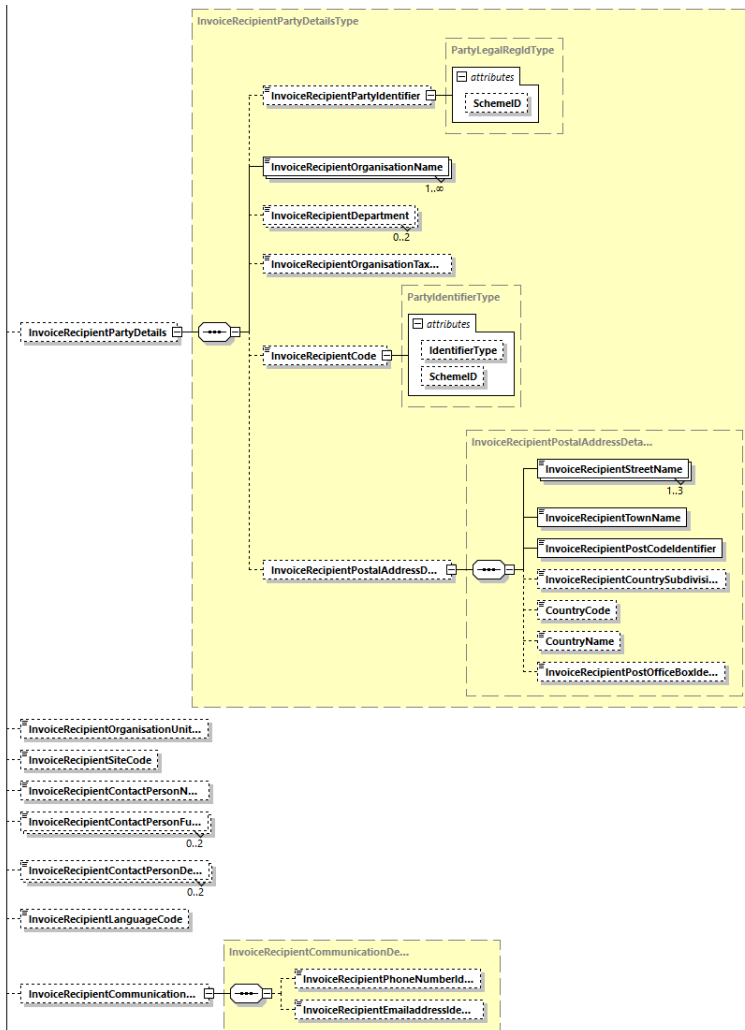 InvoiceRecipientPartyDetailsType
PartyLegalRegIdType
attributes
InvoiceRecipientPartyIdentifier
SchemeID
InvoiceRecipientOrganisationName
1..∞
InvoiceRecipientDepartment
0..2
InvoiceRecipientOrganisationTax...
PartyIdentifierType
attributes
InvoiceRecipientPartyDetails
IdentifierType
InvoiceRecipientCode
SchemeID
InvoiceRecipientPostalAddressDeta...
InvoiceRecipientStreetName
1..3
InvoiceRecipientTownName
InvoiceRecipientPostCodeIdentifier
InvoiceRecipientPostalAddressD...
InvoiceRecipientCountrySubdivisi...
CountryCode
CountryName
InvoiceRecipientPostOfficeBoxIde...
InvoiceRecipientOrganisationUnit...
InvoiceRecipientSiteCode
InvoiceRecipientContactPersonN...
InvoiceRecipientContactPersonFu...
0..2
InvoiceRecipientContactPersonDe...
0..2
InvoiceRecipientLanguageCode
InvoiceRecipientCommunicationDe...
InvoiceRecipientPhoneNumberId...
InvoiceRecipientCommunication...
InvoiceRecipientEmailaddressIde...